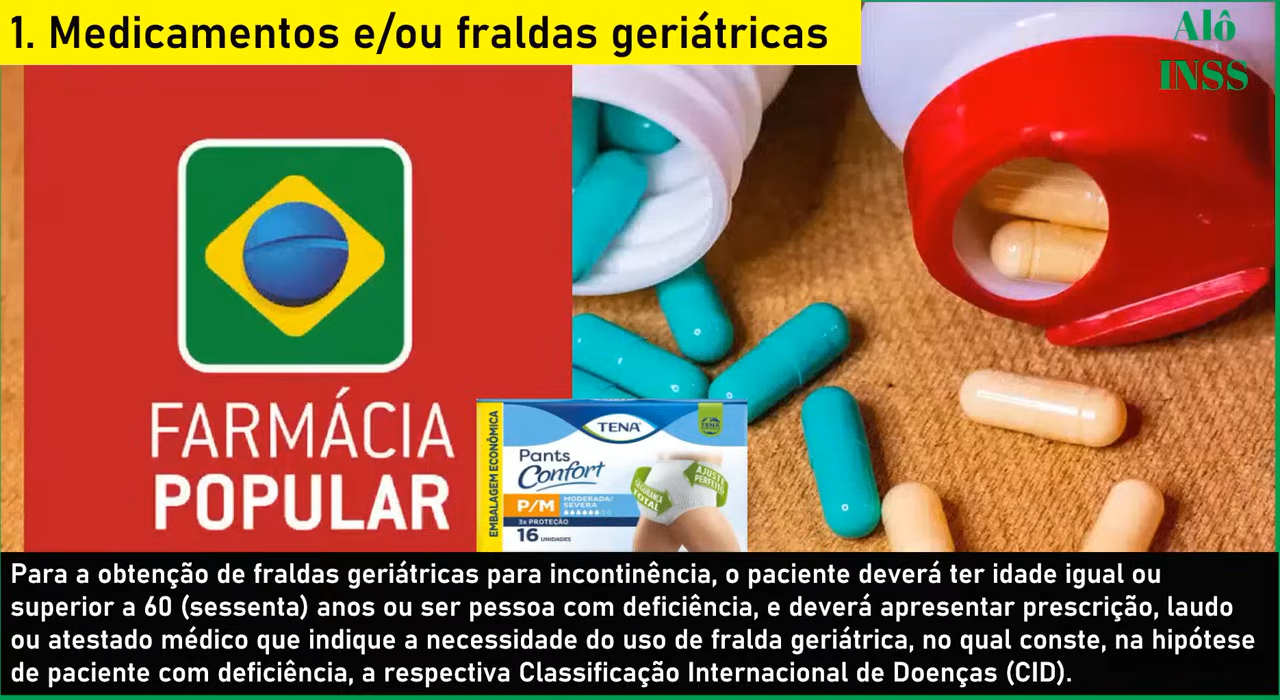 1. Medicamentos e/ou fraldas geriátricas
Alô
INSS
FARMÁCIA
POPULAR
EMBALAGEM ECONÔMICA
TENA
Pants
Confort
P/M
MODERADA/
SEVERA
3x PROTEÇÃO
16 UNIDADES
SEGURANÇA
TOTAL
AJUSTE
PERFEITO
Para a obtenção de fraldas geriátricas para incontinência, o paciente deverá ter idade igual ou
superior a 60 (sessenta) anos ou ser pessoa com deficiência, e deverá apresentar prescrição, laudo
ou atestado médico que indique a necessidade do uso de fralda geriátrica, no qual conste, na hipótese
de paciente com deficiência, a respectiva Classificação Internacional de Doenças (CID).